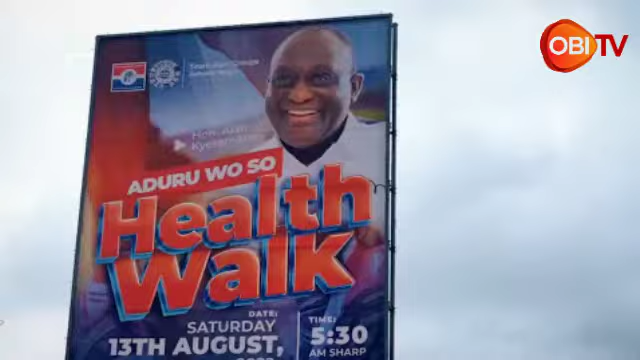 OBI TV
ADURU WO SO
Health
Walk
DATE:
SATURDAY
13TH AUGUST,
TIME:
5:30
AM SHARP